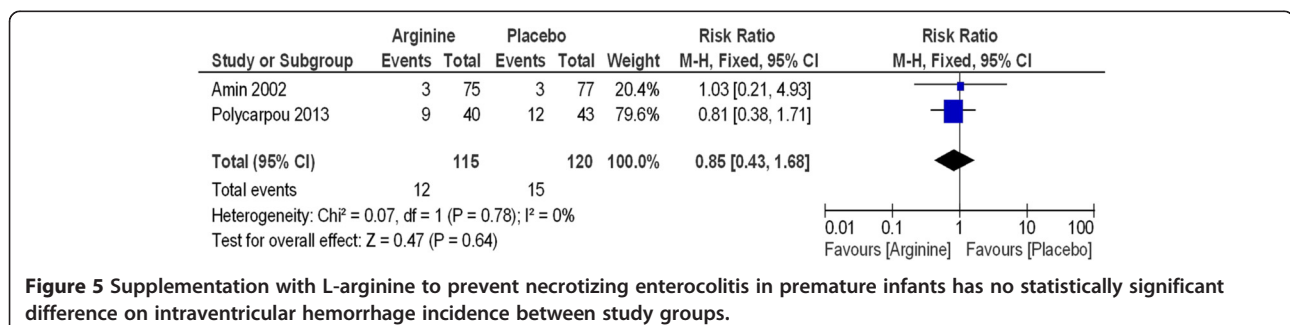 Arginine Placebo Risk Ratio Risk Ratio
Study or Subgroup Events Total Events Total Weight M-H, Fixed, 95% CI M-H, Fixed, 95% CI
Amin 2002 3 75 3 77 20.4% 1.03 [0.21, 4.93]
Polycarpou 2013 9 40 12 43 79.6% 0.81 [0.38, 1.71]
Total (95% CI) 115 120 100.0% 0.85 [0.43, 1.68]
Total events 12 15
Heterogeneity: Chi² = 0.07, df = 1 (P = 0.78); I² = 0%
Test for overall effect: Z = 0.47 (P = 0.64)
0.01 0.1 1 10 100
Favours [Arginine] Favours [Placebo]
Figure 5 Supplementation with L-arginine to prevent necrotizing enterocolitis in premature infants has no statistically significant
difference on intraventricular hemorrhage incidence between study groups.